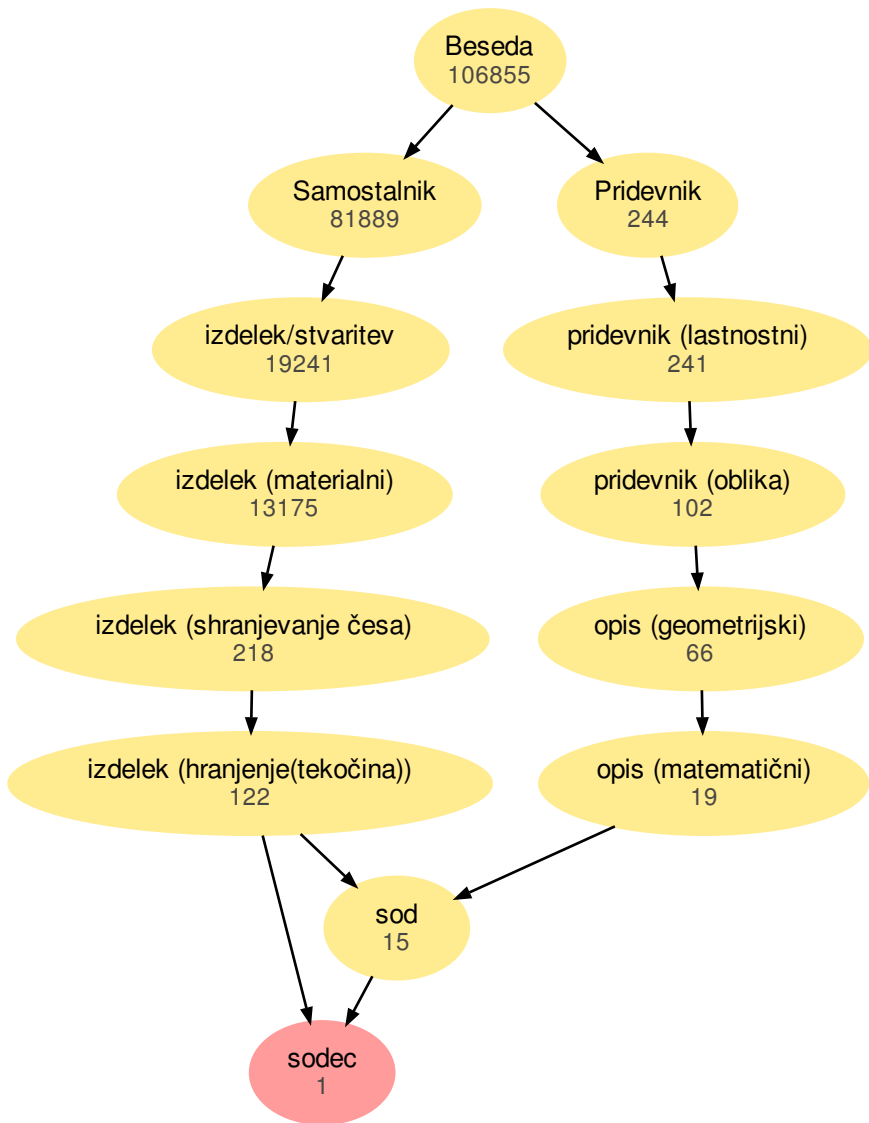 Beseda
106855
Samostalnik
81889
Pridevnik
244
izdelek/stvaritev
19241
pridevnik (lastnostni)
241
izdelek (materialni)
13175
pridevnik (oblika)
102
izdelek (shranjevanje česa)
218
opis (geometrijski)
66
izdelek (hranjenje(tekočina))
122
opis (matematični)
19
sod
15
sodec
1